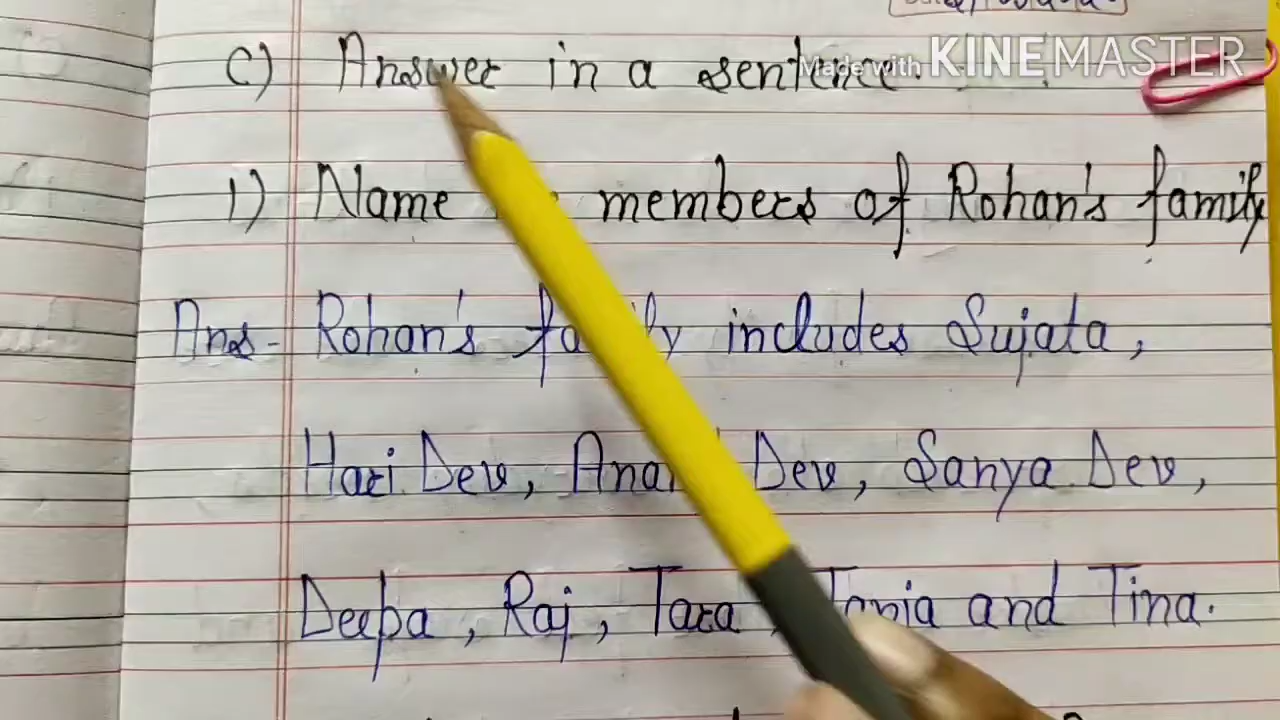 c) Answer in a sentence.
Made with KINEMASTER
1) Name members of Rohan's family
Ans- Rohan's family includes Sujata,
Hari Dev, Dev, Sanya Dev,
Deepa, Raj, Tara, and Tina.